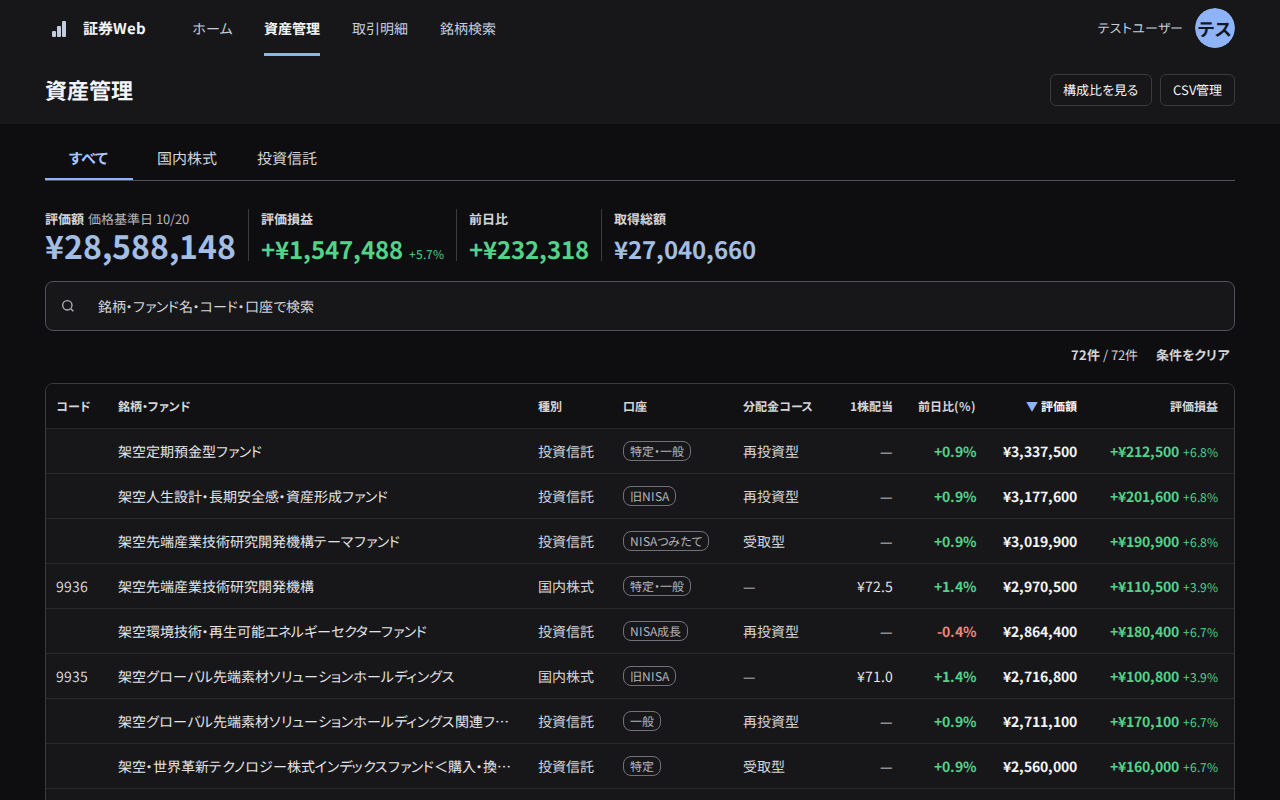 証券Web ホーム 資産管理 取引明細 銘柄検索 テストユーザー テス
資産管理 構成比を見る CSV管理
すべて 国内株式 投資信託
評価額 価格基準日 10/20 評価損益 前日比 取得総額
¥28,588,148 +¥1,547,488 +5.7% +¥232,318 ¥27,040,660
銘柄・ファンド名・コード・口座で検索
72件 / 72件 条件をクリア
コード 銘柄・ファンド 種別 口座 分配金コース 1株配当 前日比(%) ▼評価額 評価損益
架空定期預金型ファンド 投資信託 特定・一般 再投資型 — +0.9% ¥3,337,500 +¥212,500 +6.8%
架空人生設計・長期安全感・資産形成ファンド 投資信託 旧NISA 再投資型 — +0.9% ¥3,177,600 +¥201,600 +6.8%
架空先端産業技術研究開発機構テーマファンド 投資信託 NISAつみたて 受取型 — +0.9% ¥3,019,900 +¥190,900 +6.8%
9936 架空先端産業技術研究開発機構 国内株式 特定・一般 — ¥72.5 +1.4% ¥2,970,500 +¥110,500 +3.9%
架空環境技術・再生可能エネルギーセクターファンド 投資信託 NISA成長 再投資型 — -0.4% ¥2,864,400 +¥180,400 +6.7%
9935 架空グローバル先端素材ソリューションホールディングス 国内株式 旧NISA — ¥71.0 +1.4% ¥2,716,800 +¥100,800 +3.9%
架空グローバル先端素材ソリューションホールディングス関連フ… 投資信託 一般 再投資型 — +0.9% ¥2,711,100 +¥170,100 +6.7%
架空・世界革新テクノロジー株式インデックスファンド＜購入・換… 投資信託 特定 受取型 — +0.9% ¥2,560,000 +¥160,000 +6.7%